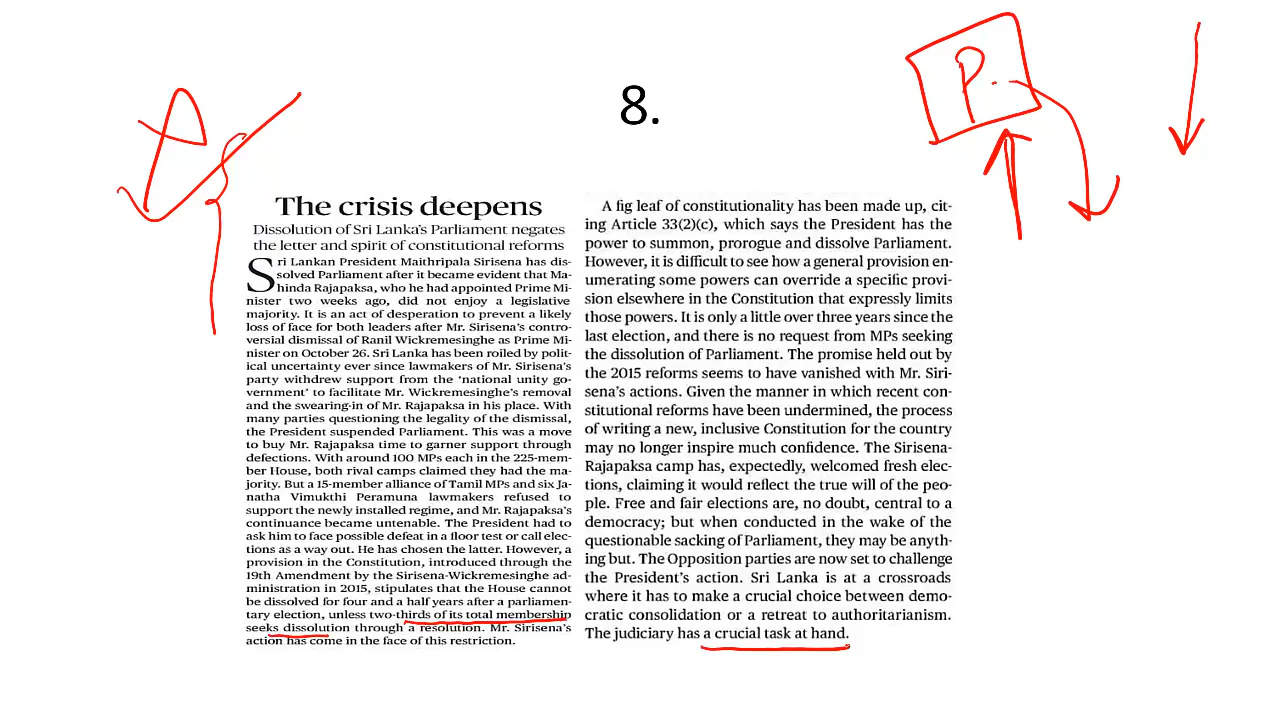 8.
P
The crisis deepens
Dissolution of Sri Lanka's Parliament negates
the letter and spirit of constitutional reforms
Sri Lankan President Maithripala Sirisena has dis-
solved Parliament after it became evident that Ma-
hinda Rajapaksa, who he had appointed Prime Mi-
nister two weeks ago, did not enjoy a legislative
majority. It is an act of desperation to prevent a likely
loss of face for both leaders after Mr. Sirisena's contro-
versial dismissal of Ranil Wickremesinghe as Prime Mi-
nister on October 26. Sri Lanka has been roiled by polit-
ical uncertainty ever since lawmakers of Mr. Sirisena's
party withdrew support from the 'national unity go-
vernment' to facilitate Mr. Wickremesinghe's removal
and the swearing-in of Mr. Rajapaksa in his place. With
many parties questioning the legality of the dismissal,
the President suspended Parliament. This was a move
to buy Mr. Rajapaksa time to garner support through
defections. With around 100 MPs each in the 225-mem-
ber House, both rival camps claimed they had the ma-
jority. But a 15-member alliance of Tamil MPs and six Ja-
natha Vimukthi Peramuna lawmakers refused to
support the newly installed regime, and Mr. Rajapaksa's
continuance became untenable. The President had to
ask him to face possible defeat in a floor test or call elec-
tions as a way out. He has chosen the latter. However, a
provision in the Constitution, introduced through the
19th Amendment by the Sirisena-Wickremesinghe ad-
ministration in 2015, stipulates that the House cannot
be dissolved for four and a half years after a parliamen-
tary election, unless two-thirds of its total membership
seeks dissolution through a resolution. Mr. Sirisena's
action has come in the face of this restriction.
A fig leaf of constitutionality has been made up, cit-
ing Article 33(2)(c), which says the President has the
power to summon, prorogue and dissolve Parliament.
However, it is difficult to see how a general provision en-
umerating some powers can override a specific provi-
sion elsewhere in the Constitution that expressly limits
those powers. It is only a little over three years since the
last election, and there is no request from MPs seeking
the dissolution of Parliament. The promise held out by
the 2015 reforms seems to have vanished with Mr. Siri-
sena's actions. Given the manner in which recent con-
stitutional reforms have been undermined, the process
of writing a new, inclusive Constitution for the country
may no longer inspire much confidence. The Sirisena-
Rajapaksa camp has, expectedly, welcomed fresh elec-
tions, claiming it would reflect the true will of the peo-
ple. Free and fair elections are, no doubt, central to a
democracy; but when conducted in the wake of the
questionable sacking of Parliament, they may be anyth-
ing but. The Opposition parties are now set to challenge
the President's action. Sri Lanka is at a crossroads
where it has to make a crucial choice between demo-
cratic consolidation or a retreat to authoritarianism.
The judiciary has a crucial task at hand.